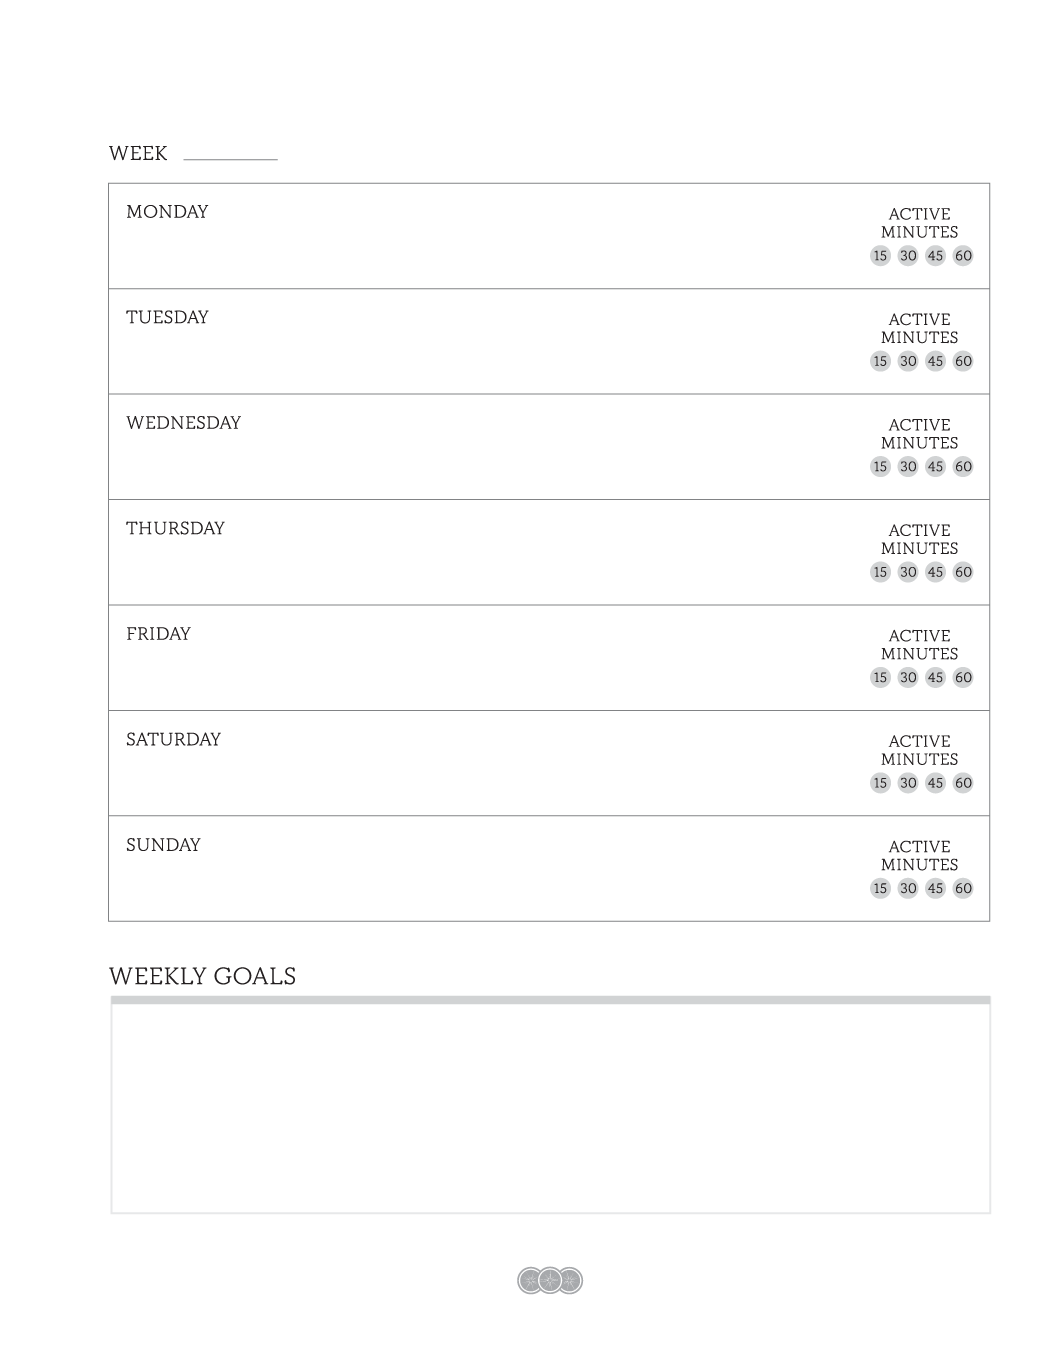 WEEK
MONDAY
ACTIVE
MINUTES
15 30 45 60
TUESDAY
ACTIVE
MINUTES
15 30 45 60
WEDNESDAY
ACTIVE
MINUTES
15 30 45 60
THURSDAY
ACTIVE
MINUTES
15 30 45 60
FRIDAY
ACTIVE
MINUTES
15 30 45 60
SATURDAY
ACTIVE
MINUTES
15 30 45 60
SUNDAY
ACTIVE
MINUTES
15 30 45 60
WEEKLY GOALS